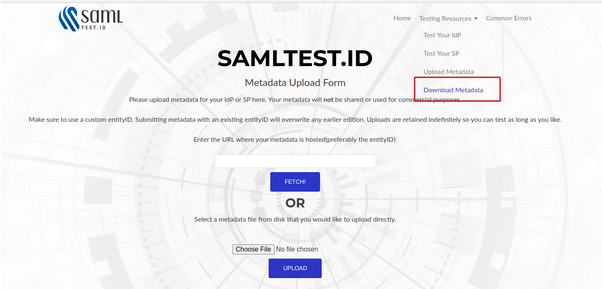 saml
TEST.ID
Home Testing Resources Common Errors
Test Your IdP
Test Your SP
Upload Metadata
Download Metadata
SAMLTEST.ID
Metadata Upload Form
Please upload metadata for your IdP or SP here. Your metadata will not be shared or used for commercial purposes.
Make sure to use a custom entityID. Submitting metadata with an existing entityID will overwrite any earlier edition. Uploads are retained indefinitely so you can test as long as you like.
Enter the URL where your metadata is hosted(preferably the entityID):
FETCH!
OR
Select a metadata file from disk that you would like to upload directly.
Choose File No file chosen
UPLOAD